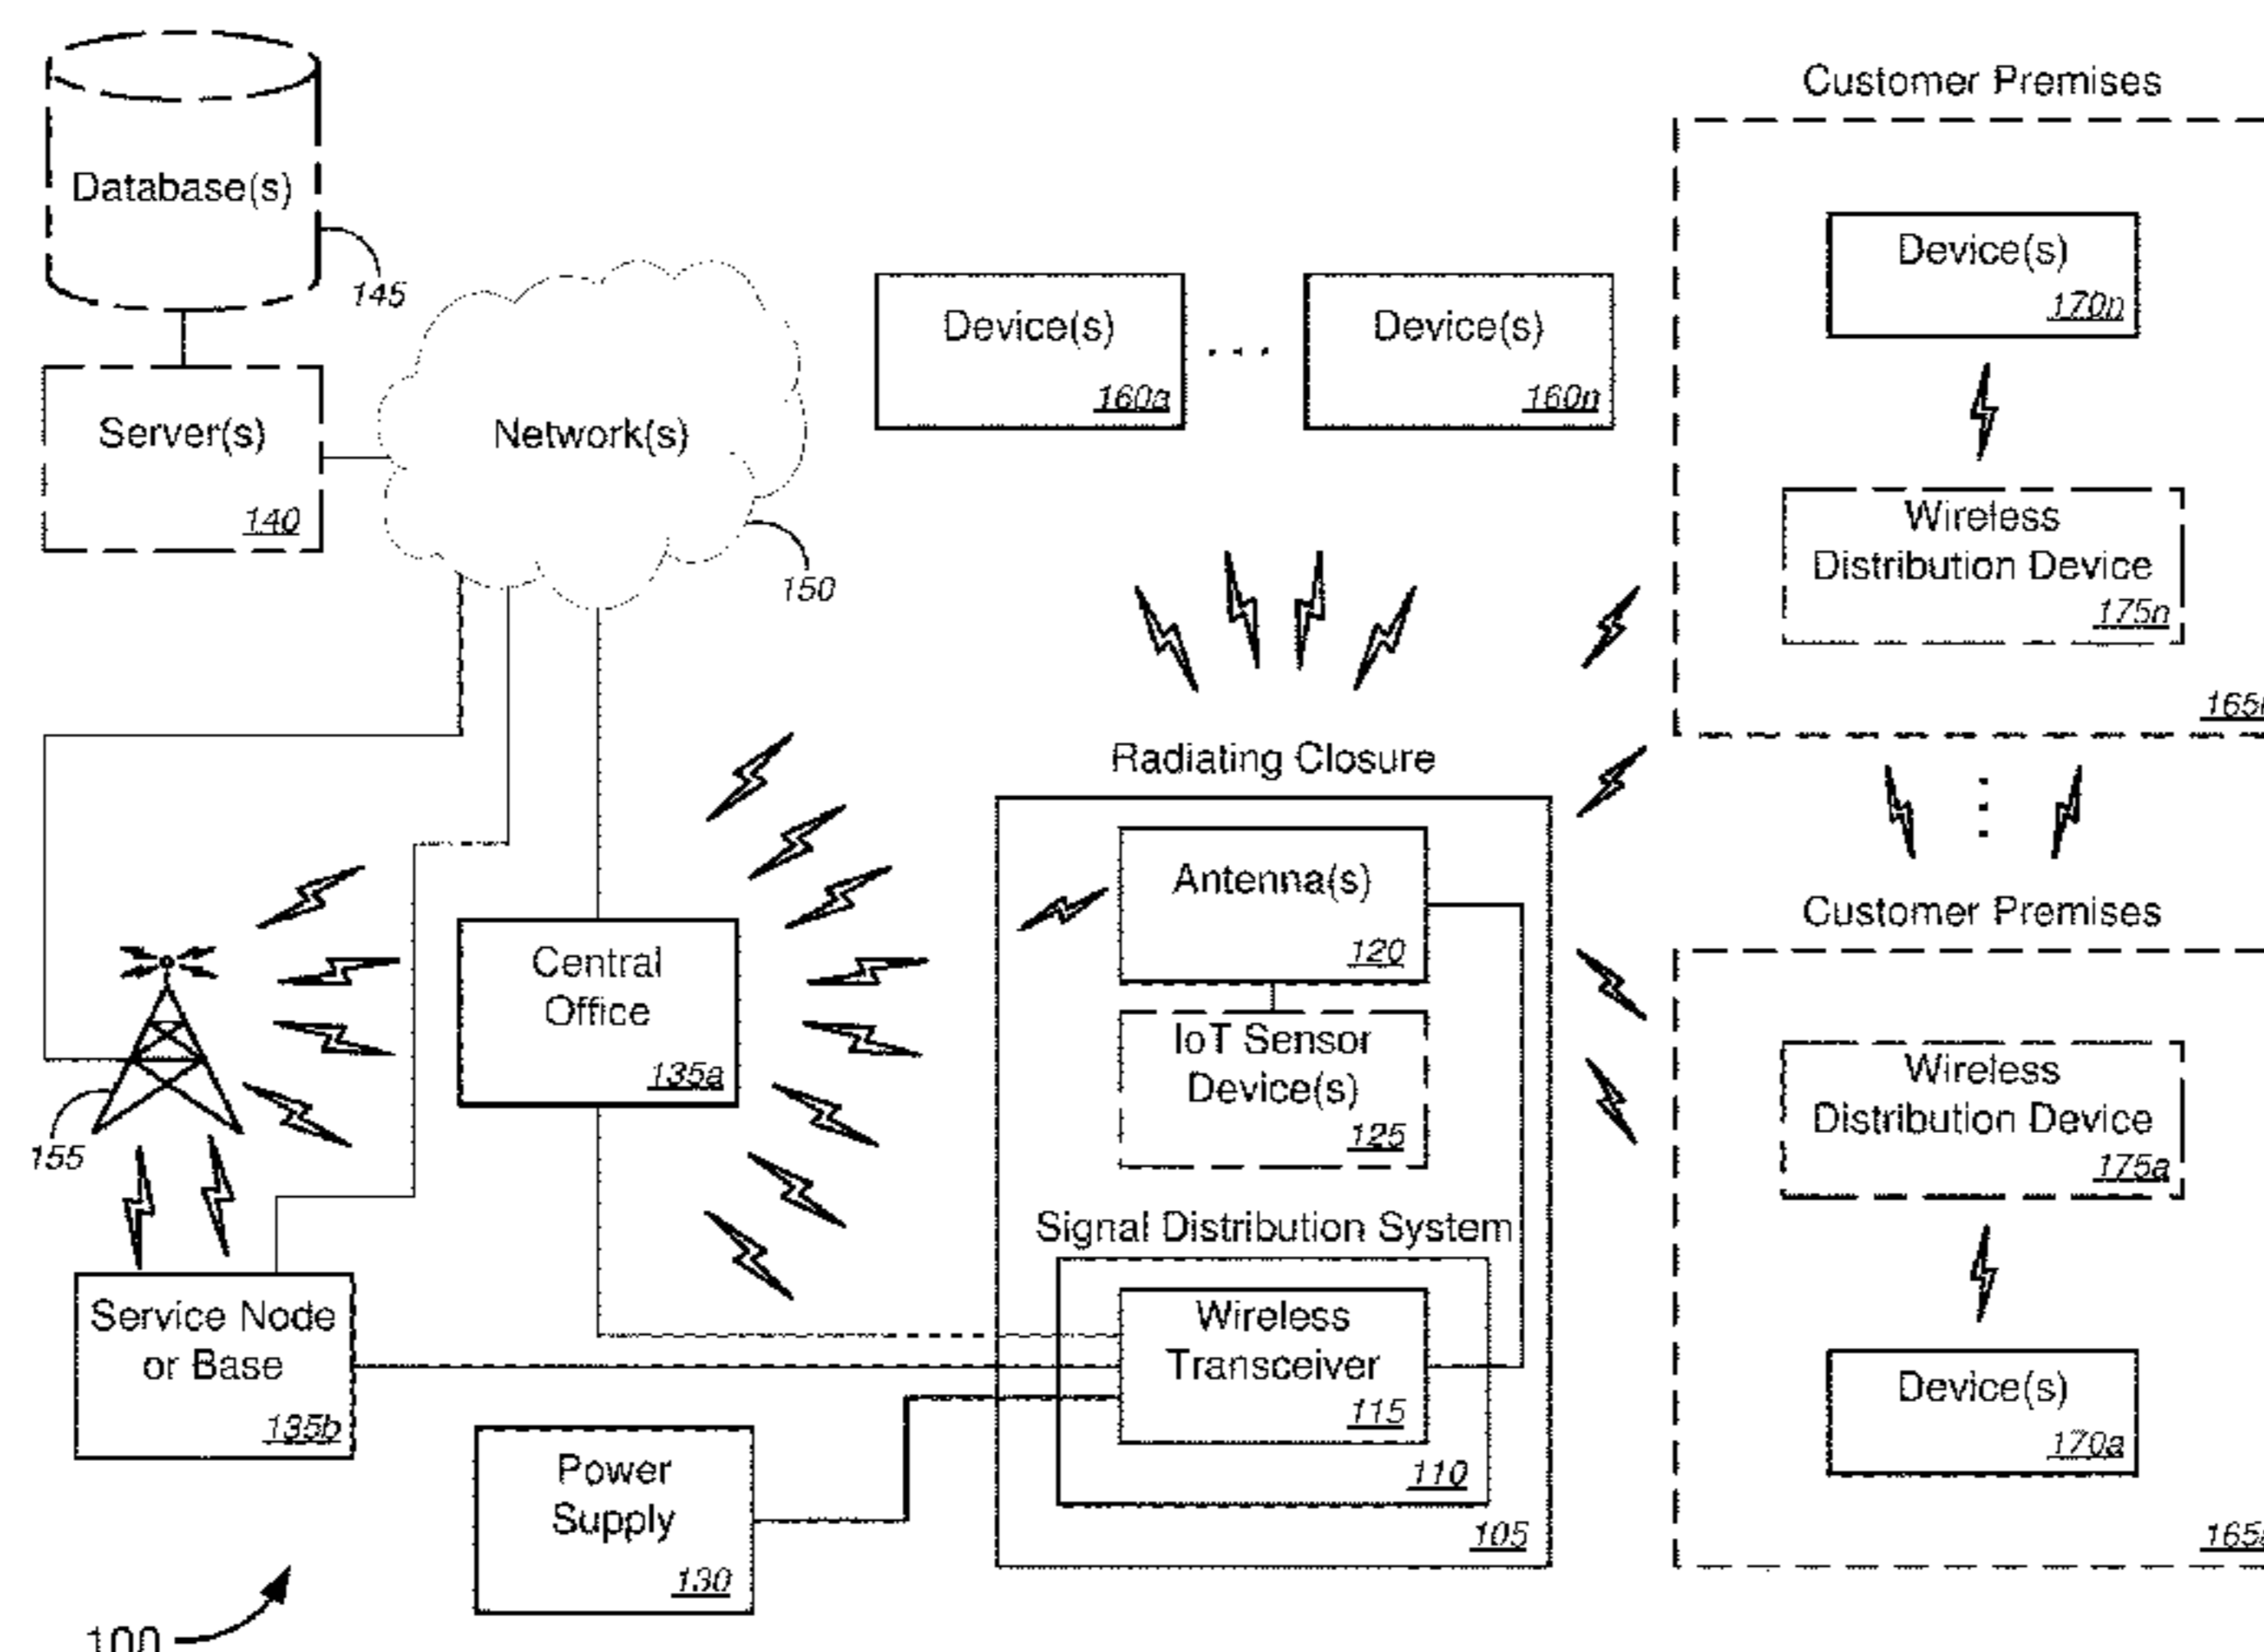 Database(s)
145
Server(s)
140
Network(s)
150
Device(s)
160a
. . .
Device(s)
160n
Customer Premises
Device(s)
170n
Wireless
Distribution Device
175n
Radiating Closure
Antenna(s)
120
IoT Sensor
Device(s)
125
Signal Distribution System
Wireless
Transceiver
115
110
105
Central
Office
135a
155
Service Node
or Base
135b
Power
Supply
130
Customer Premises
Wireless
Distribution Device
175a
Device(s)
170a
100